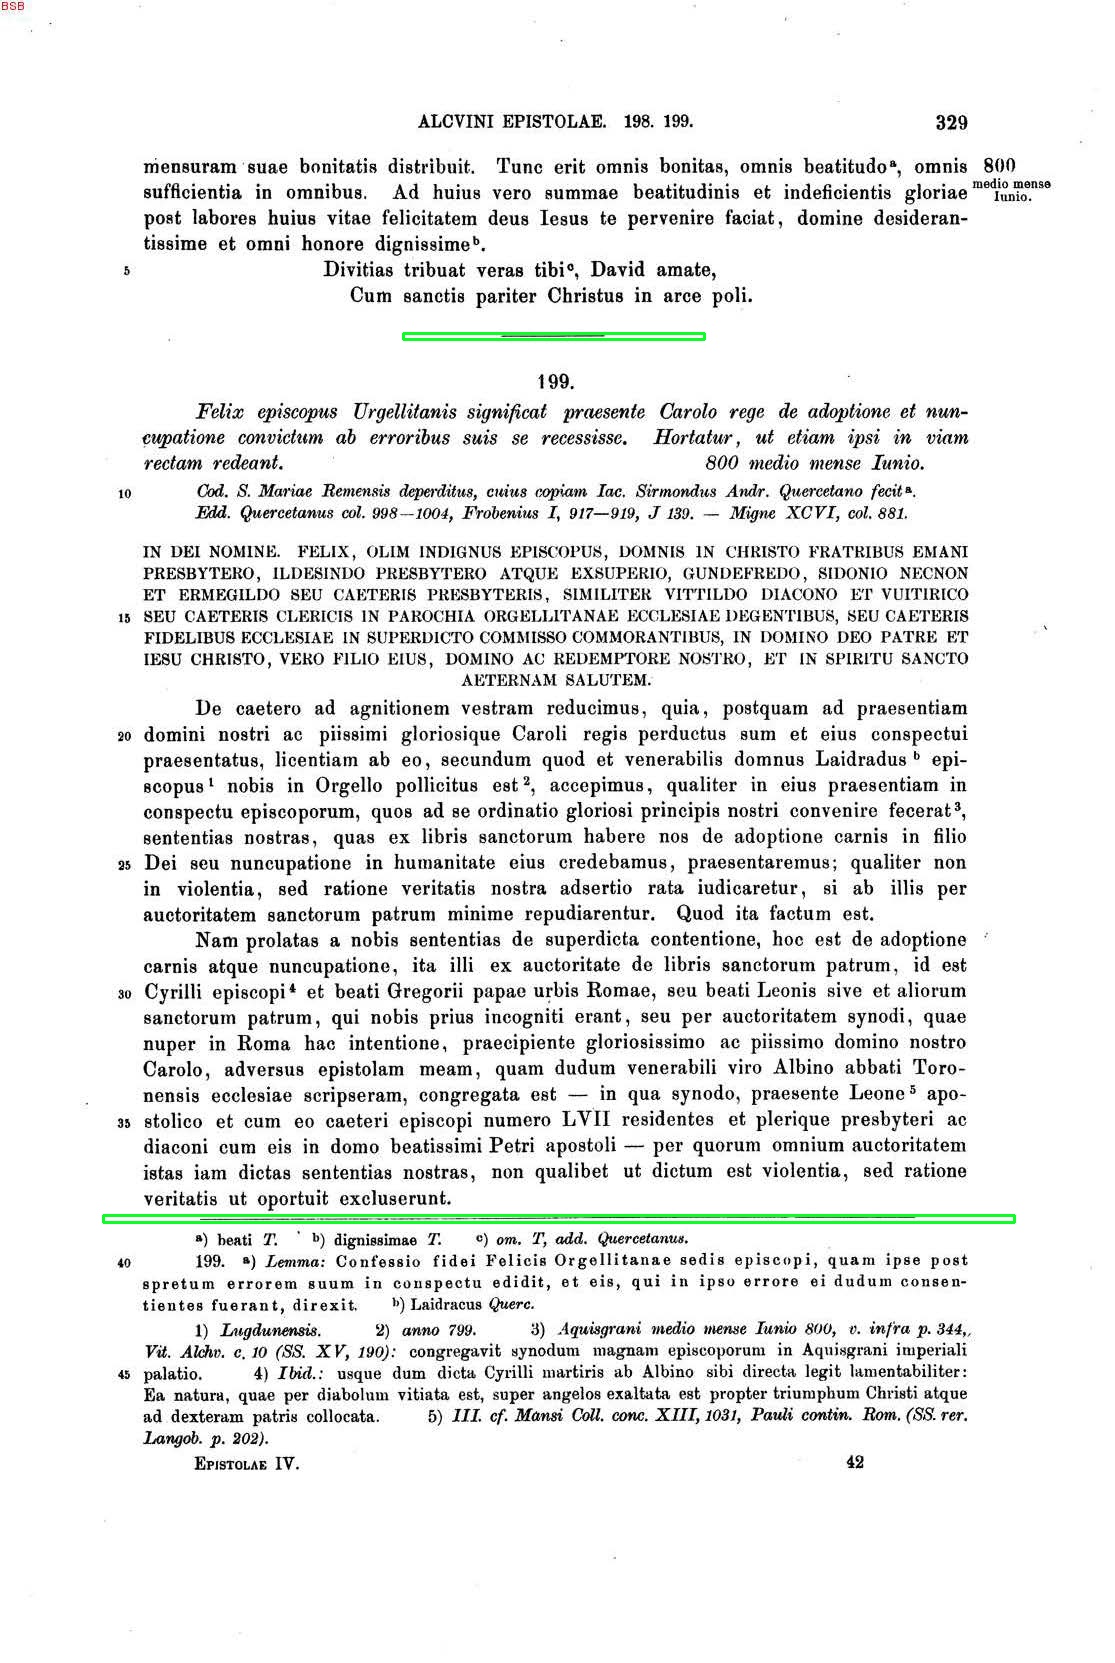 BSB
ALCVINI EPISTOLAE. 198. 199.
329
mensuram suae bonitatis distribuit. Tunc erit omnis bonitas, omnis beatitudoᵃ, omnis 800
sufficientia in omnibus. Ad huius vero summae beatitudinis et indeficientis gloriae medio mense Iunio.
post labores huius vitae felicitatem deus Iesus te pervenire faciat, domine desideran-
tissime et omni honore dignissimeᵇ.
5 Divitias tribuat veras tibiᶜ, David amate,
Cum sanctis pariter Christus in arce poli.
199.
Felix episcopus Urgellitanis significat praesente Carolo rege de adoptione et nun-
cupatione convictum ab erroribus suis se recessisse. Hortatur, ut etiam ipsi in viam
rectam redeant. 800 medio mense Iunio.
10 Cod. S. Mariae Remensis deperditus, cuius copiam Iac. Sirmondus Andr. Quercetano fecitᵃ.
Edd. Quercetanus col. 998—1004, Frobenius I, 917—919, J 139. — Migne XCVI, col. 881.
IN DEI NOMINE. FELIX, OLIM INDIGNUS EPISCOPUS, DOMNIS IN CHRISTO FRATRIBUS EMANI
PRESBYTERO, ILDESINDO PRESBYTERO ATQUE EXSUPERIO, GUNDEFREDO, SIDONIO NECNON
ET ERMEGILDO SEU CAETERIS PRESBYTERIS, SIMILITER VITTILDO DIACONO ET VUITIRICO
15 SEU CAETERIS CLERICIS IN PAROCHIA ORGELLITANAE ECCLESIAE DEGENTIBUS, SEU CAETERIS
FIDELIBUS ECCLESIAE IN SUPERDICTO COMMISSO COMMORANTIBUS, IN DOMINO DEO PATRE ET
IESU CHRISTO, VERO FILIO EIUS, DOMINO AC REDEMPTORE NOSTRO, ET IN SPIRITU SANCTO
AETERNAM SALUTEM.
De caetero ad agnitionem vestram reducimus, quia, postquam ad praesentiam
20 domini nostri ac piissimi gloriosique Caroli regis perductus sum et eius conspectui
praesentatus, licentiam ab eo, secundum quod et venerabilis domnus Laidradus ᵇ epi-
scopus¹ nobis in Orgello pollicitus est², accepimus, qualiter in eius praesentiam in
conspectu episcoporum, quos ad se ordinatio gloriosi principis nostri convenire fecerat³,
sententias nostras, quas ex libris sanctorum habere nos de adoptione carnis in filio
25 Dei seu nuncupatione in humanitate eius credebamus, praesentaremus; qualiter non
in violentia, sed ratione veritatis nostra adsertio rata iudicaretur, si ab illis per
auctoritatem sanctorum patrum minime repudiarentur. Quod ita factum est.
Nam prolatas a nobis sententias de superdicta contentione, hoc est de adoptione
carnis atque nuncupatione, ita illi ex auctoritate de libris sanctorum patrum, id est
30 Cyrilli episcopi⁴ et beati Gregorii papae urbis Romae, seu beati Leonis sive et aliorum
sanctorum patrum, qui nobis prius incogniti erant, seu per auctoritatem synodi, quae
nuper in Roma hac intentione, praecipiente gloriosissimo ac piissimo domino nostro
Carolo, adversus epistolam meam, quam dudum venerabili viro Albino abbati Toro-
nensis ecclesiae scripseram, congregata est — in qua synodo, praesente Leone⁵ apo-
35 stolico et cum eo caeteri episcopi numero LVII residentes et plerique presbyteri ac
diaconi cum eis in domo beatissimi Petri apostoli — per quorum omnium auctoritatem
istas iam dictas sententias nostras, non qualibet ut dictum est violentia, sed ratione
veritatis ut oportuit excluserunt.
a) beati T. b) dignissimae T. c) om. T, add. Quercetanus.
40 199. a) Lemma: Confessio fidei Felicis Orgellitanae sedis episcopi, quam ipse post
spretum errorem suum in conspectu edidit, et eis, qui in ipso errore ei dudum consen-
tientes fuerant, direxit. b) Laidracus Querc.
1) Lugdunensis. 2) anno 799. 3) Aquisgrani medio mense Iunio 800, v. infra p. 344,
Vit. Alchv. c. 10 (SS. XV, 190): congregavit synodum magnam episcoporum in Aquisgrani imperiali
45 palatio. 4) Ibid.: usque dum dicta Cyrilli martiris ab Albino sibi directa legit lamentabiliter:
Ea natura, quae per diabolum vitiata est, super angelos exaltata est propter triumphum Christi atque
ad dexteram patris collocata. 5) III. cf. Mansi Coll. conc. XIII, 1031, Pauli contin. Rom. (SS. rer.
Langob. p. 202).
EPISTOLAE IV. 42